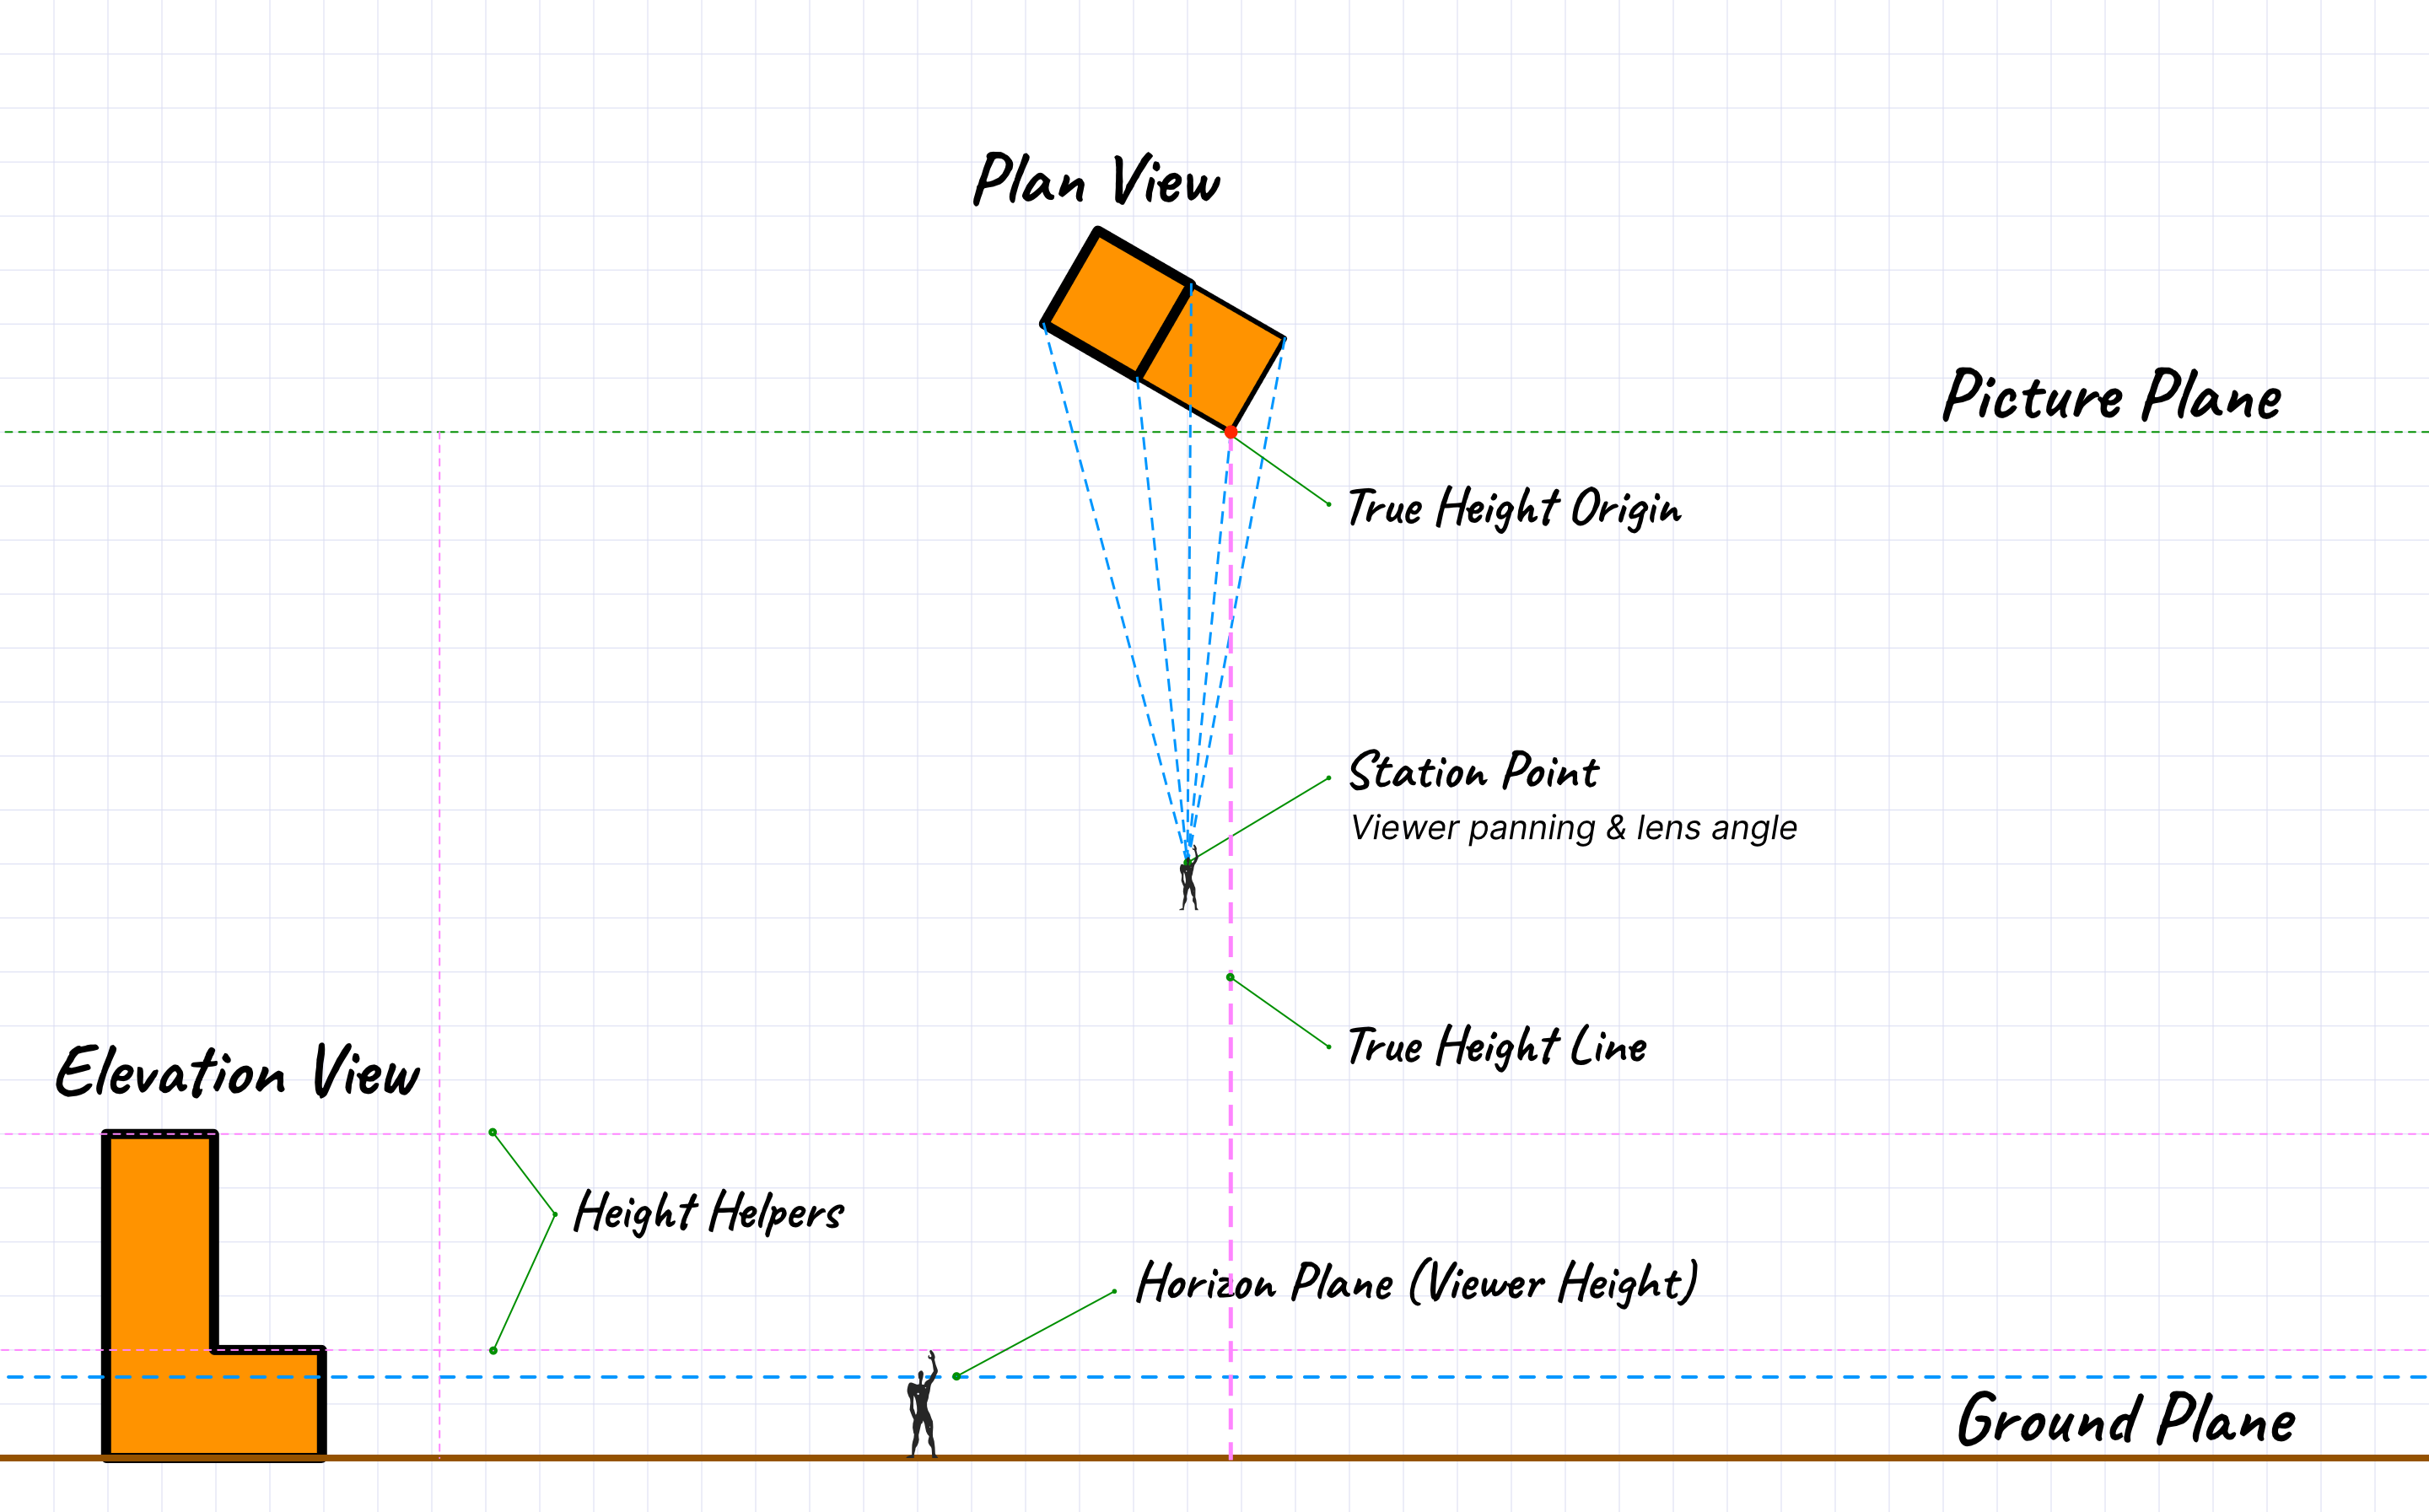 Plan View
Picture Plane
True Height Origin
Station Point
Viewer panning & lens angle
True Height Line
Elevation View
Height Helpers
Horizon Plane (Viewer Height)
Ground Plane